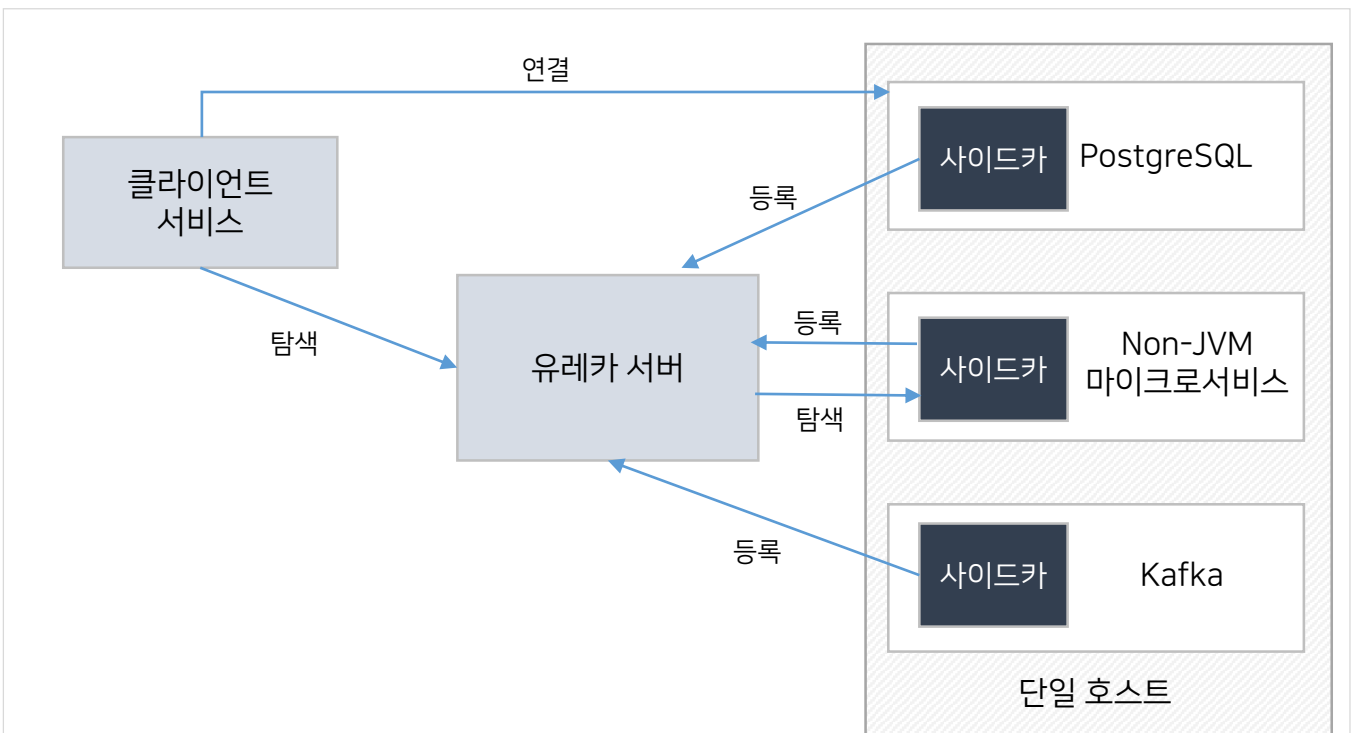 연결
클라이언트
서비스
사이드카
PostgreSQL
등록
탐색
유레카 서버
등록
탐색
사이드카
Non-JVM
마이크로서비스
등록
사이드카
Kafka
단일 호스트